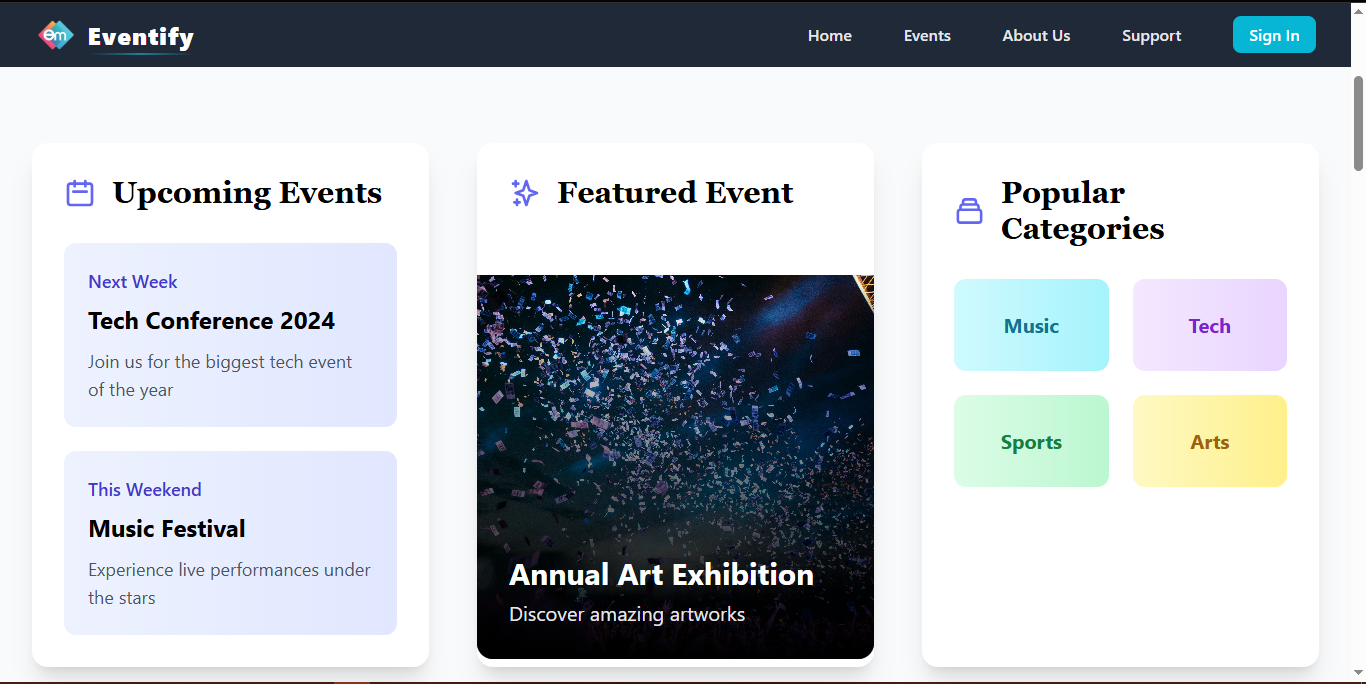 em Eventify
Home Events About Us Support Sign In
Upcoming Events
Next Week
Tech Conference 2024
Join us for the biggest tech event
of the year
This Weekend
Music Festival
Experience live performances under
the stars
Featured Event
Annual Art Exhibition
Discover amazing artworks
Popular
Categories
Music
Tech
Sports
Arts